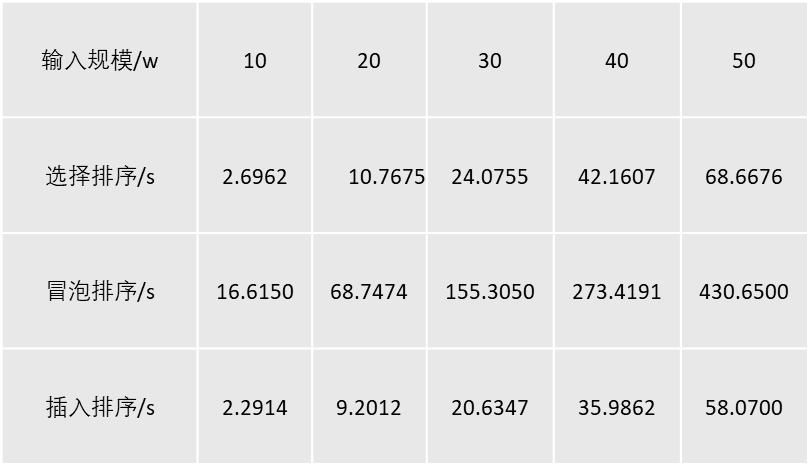 输入规模/w 10 20 30 40 50
选择排序/s 2.6962 10.7675 24.0755 42.1607 68.6676
冒泡排序/s 16.6150 68.7474 155.3050 273.4191 430.6500
插入排序/s 2.2914 9.2012 20.6347 35.9862 58.0700